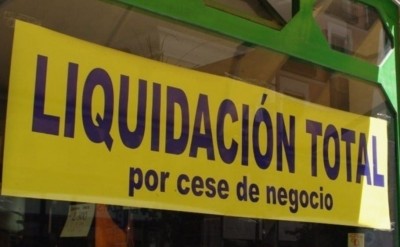 LIQUIDACIÓN TOTAL
por cese de negocio